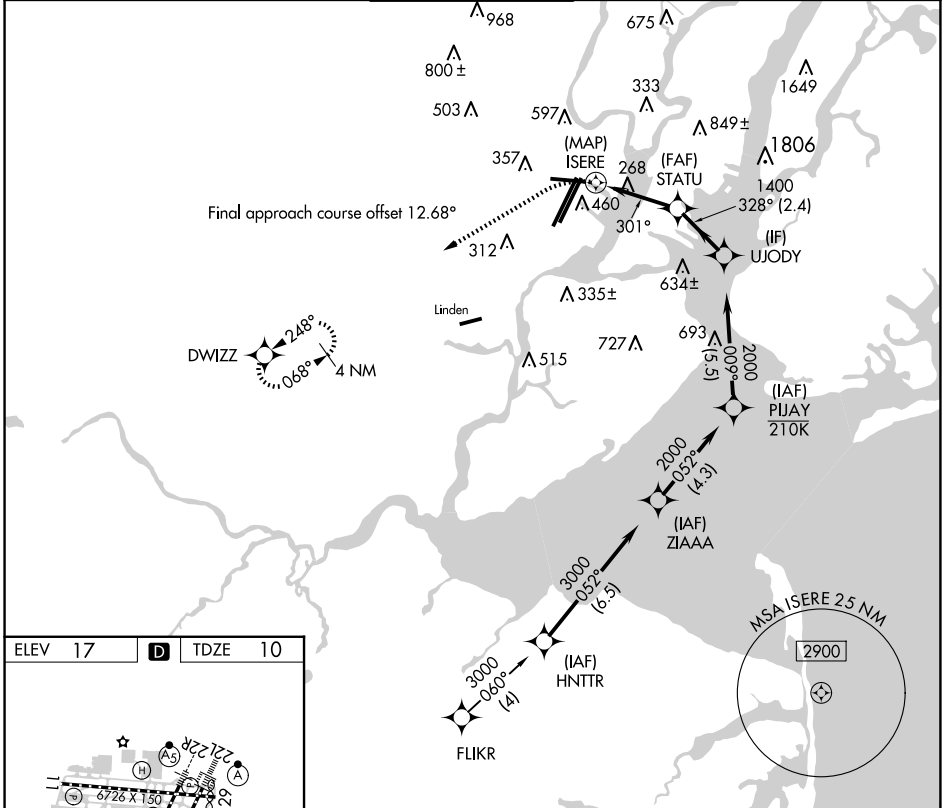 968
675
800 ±
1649
333
503
597
849±
(MAP)
ISERE
(FAF)
STATU
1806
357
268
1400
328° (2.4)
460
Final approach course offset 12.68°
301°
(IF)
UJODY
312
634±
335±
Linden
248°
DWIZZ
068°
4 NM
727
693
515
2000
009°
(5.5)
(IAF)
PIJAY
210K
2000
052°
(4.3)
(IAF)
ZIAAA
3000
052°
(6.5)
MSA ISERE 25 NM
2900
(IAF)
HNTTR
3000
060°
(4)
FLIKR
ELEV 17 D TDZE 10
A5
22R
22L
H
P
A
29
6726 X 150
P